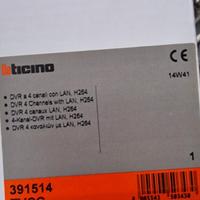 bticino
CE
14W41
• DVR a 4 canali con LAN, H264
• DVR 4 Channels with LAN, H264
• DVR 4 canaux LAN, H264
• 4-Kanal-DVR mit LAN, H264
• DVR 4 καναλιών με LAN, H264
1
391514